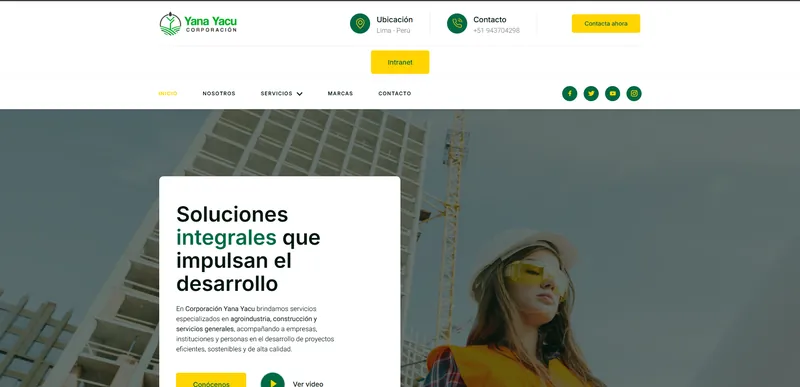 Yana Yacu
CORPORACIÓN
Ubicación
Lima - Perú
Contacto
+51 943704298
Contacta ahora
Intranet
INICIO
NOSOTROS
SERVICIOS
MARCAS
CONTACTO
Soluciones
integrales que
impulsan el
desarrollo
En Corporación Yana Yacu brindamos servicios
especializados en agroindustria, construcción y
servicios generales, acompañando a empresas,
instituciones y personas en el desarrollo de proyectos
eficientes, sostenibles y de alta calidad.
Conócenos
Ver video